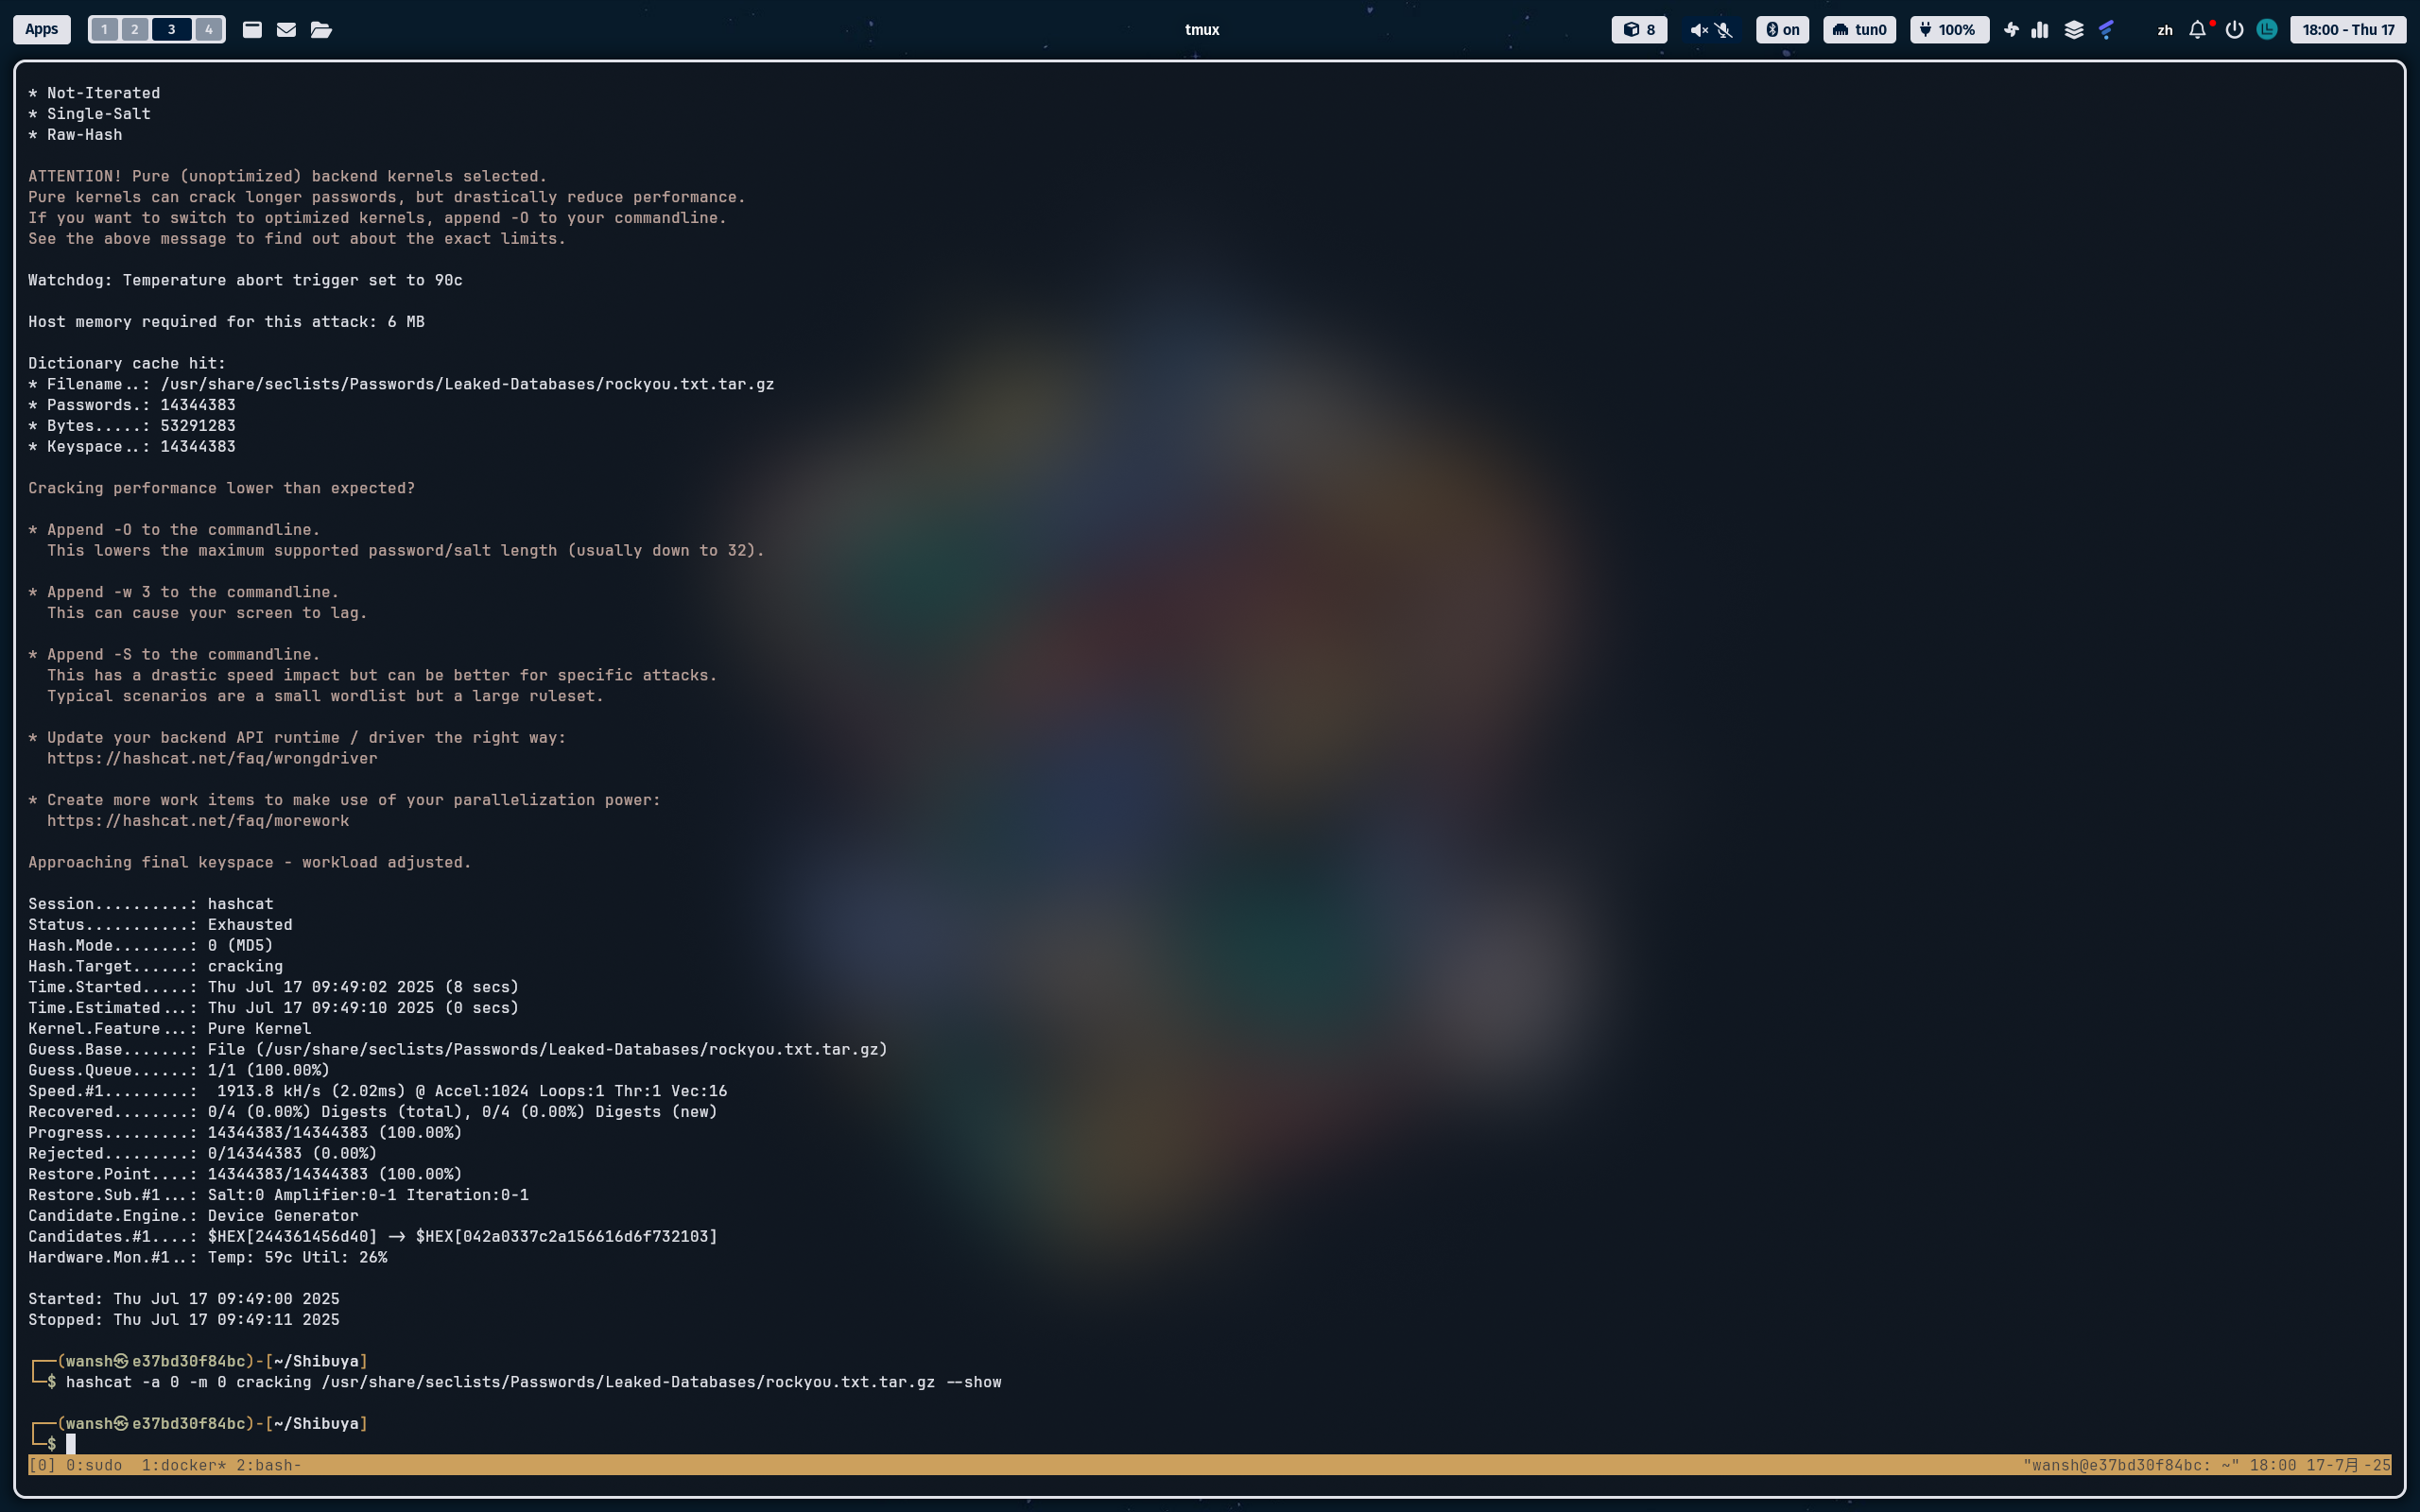 Apps 1 2 3 4 tmux 8 on tun0 100% zh 18:00 - Thu 17
* Not-Iterated
* Single-Salt
* Raw-Hash
ATTENTION! Pure (unoptimized) backend kernels selected.
Pure kernels can crack longer passwords, but drastically reduce performance.
If you want to switch to optimized kernels, append -O to your commandline.
See the above message to find out about the exact limits.
Watchdog: Temperature abort trigger set to 90c
Host memory required for this attack: 6 MB
Dictionary cache hit:
* Filename..: /usr/share/seclists/Passwords/Leaked-Databases/rockyou.txt.tar.gz
* Passwords.: 14344383
* Bytes.....: 53291283
* Keyspace..: 14344383
Cracking performance lower than expected?
* Append -O to the commandline.
This lowers the maximum supported password/salt length (usually down to 32).
* Append -w 3 to the commandline.
This can cause your screen to lag.
* Append -S to the commandline.
This has a drastic speed impact but can be better for specific attacks.
Typical scenarios are a small wordlist but a large ruleset.
* Update your backend API runtime / driver the right way:
https://hashcat.net/faq/wrongdriver
* Create more work items to make use of your parallelization power:
https://hashcat.net/faq/morework
Approaching final keyspace - workload adjusted.
Session..........: hashcat
Status...........: Exhausted
Hash.Mode........: 0 (MD5)
Hash.Target......: cracking
Time.Started.....: Thu Jul 17 09:49:02 2025 (8 secs)
Time.Estimated...: Thu Jul 17 09:49:10 2025 (0 secs)
Kernel.Feature...: Pure Kernel
Guess.Base.......: File (/usr/share/seclists/Passwords/Leaked-Databases/rockyou.txt.tar.gz)
Guess.Queue......: 1/1 (100.00%)
Speed.#1.........:  1913.8 kH/s (2.02ms) @ Accel:1024 Loops:1 Thr:1 Vec:16
Recovered........: 0/4 (0.00%) Digests (total), 0/4 (0.00%) Digests (new)
Progress.........: 14344383/14344383 (100.00%)
Rejected.........: 0/14344383 (0.00%)
Restore.Point....: 14344383/14344383 (100.00%)
Restore.Sub.#1...: Salt:0 Amplifier:0-1 Iteration:0-1
Candidate.Engine.: Device Generator
Candidates.#1....: $HEX[244361456d40] -> $HEX[042a0337c2a156616d6f732103]
Hardware.Mon.#1..: Temp: 59c Util: 26%
Started: Thu Jul 17 09:49:00 2025
Stopped: Thu Jul 17 09:49:11 2025
┌──(wansh㉿e37bd30f84bc)-[~/Shibuya]
└─$ hashcat -a 0 -m 0 cracking /usr/share/seclists/Passwords/Leaked-Databases/rockyou.txt.tar.gz --show
┌──(wansh㉿e37bd30f84bc)-[~/Shibuya]
└─$
[0] 0:sudo  1:docker* 2:bash- "wansh@e37bd30f84bc: ~" 18:00 17-7月-25